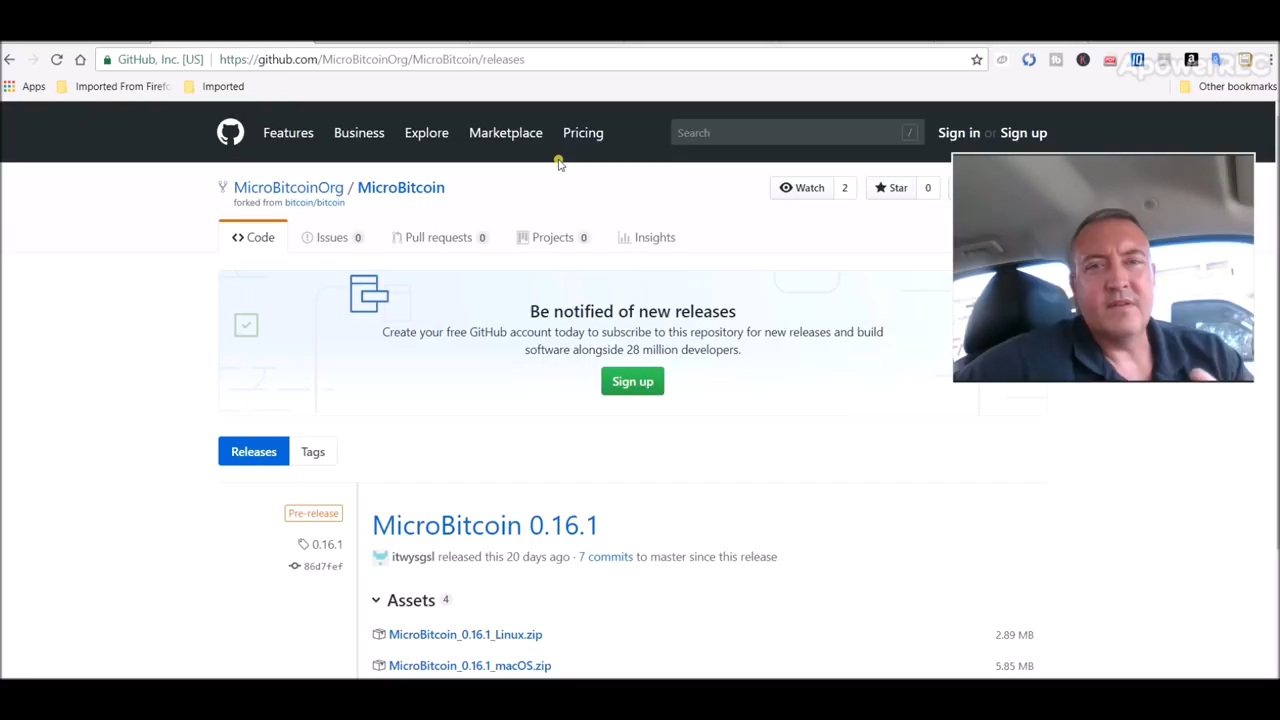 GitHub, Inc. [US]
https://github.com/MicroBitcoinOrg/MicroBitcoin/releases
ApowerREC
Apps
Imported From Firefo
Imported
Other bookmarks
Features
Business
Explore
Marketplace
Pricing
Search
/
Sign in or Sign up
MicroBitcoinOrg / MicroBitcoin
forked from bitcoin/bitcoin
Watch 2
Star 0
Code
Issues 0
Pull requests 0
Projects 0
Insights
Be notified of new releases
Create your free GitHub account today to subscribe to this repository for new releases and build
software alongside 28 million developers.
Sign up
Releases
Tags
Pre-release
0.16.1
86d7fef
MicroBitcoin 0.16.1
itwysgsl released this 20 days ago · 7 commits to master since this release
Assets 4
MicroBitcoin_0.16.1_Linux.zip 2.89 MB
MicroBitcoin_0.16.1_macOS.zip 5.85 MB